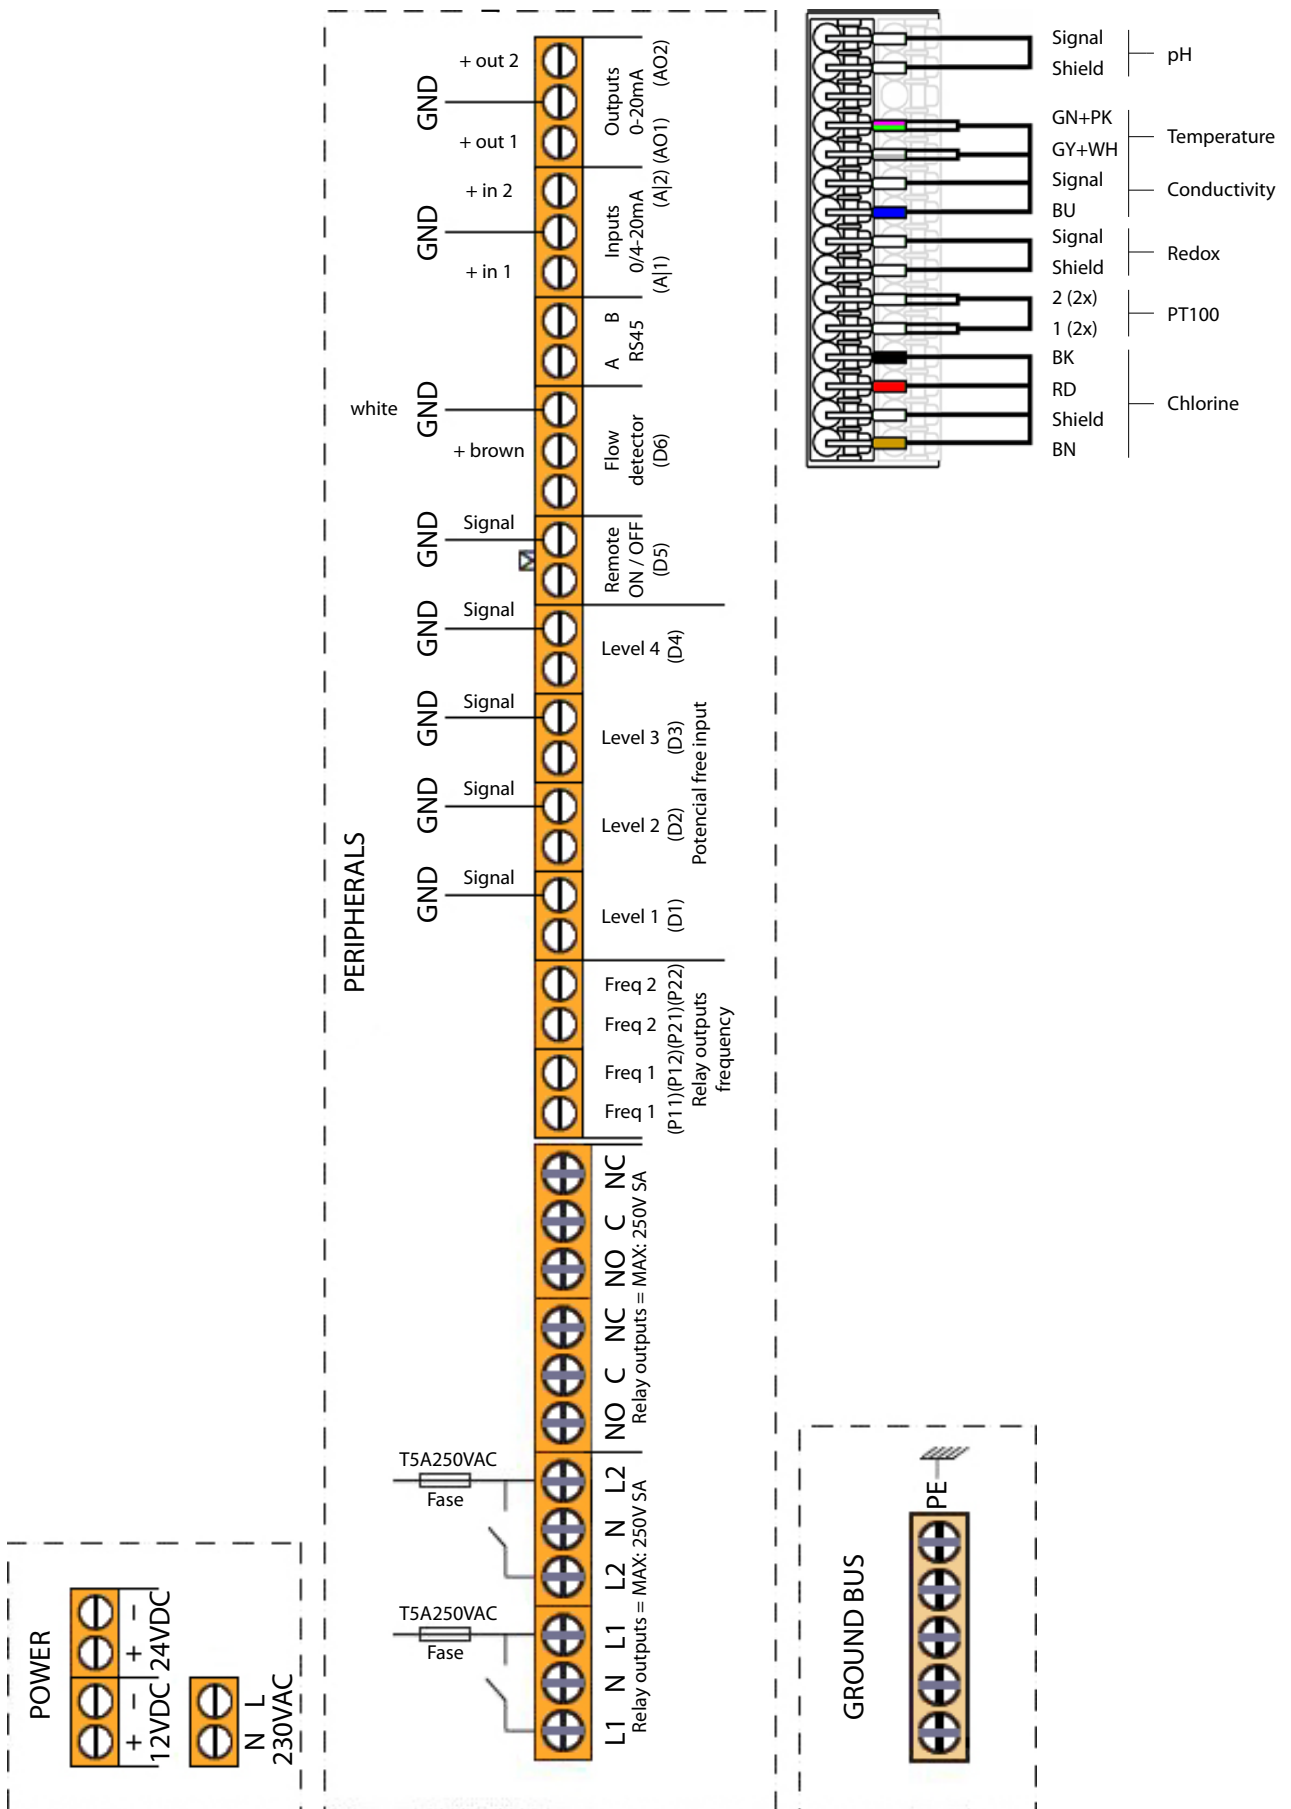 + out 2
GND
+ out 1
Outputs
0-20mA
(AO1)
(AO2)
+ in 2
GND
+ in 1
Inputs
0/4-20mA
(A|1)
(A|2)
A
B
RS45
white
GND
+ brown
Flow
detector
(D6)
GND
Signal
Remote
ON / OFF
(D5)
GND
Signal
Level 4
(D4)
GND
Signal
Level 3
(D3)
GND
Signal
Level 2
(D2)
Potencial free input
GND
Signal
Level 1
(D1)
PERIPHERALS
Freq 2
Freq 2
Freq 1
Freq 1
(P11)(P12)(P21)(P22)
Relay outputs
frequency
NO C NC
Relay outputs = MAX: 250V SA
NO C NC
T5A250VAC
Fase
L2 N L2
T5A250VAC
Fase
L1 N L1
Relay outputs = MAX: 250V SA
Signal
Shield
pH
GN+PK
GY+WH
Temperature
Signal
BU
Conductivity
Signal
Shield
Redox
2 (2x)
1 (2x)
PT100
BK
RD
Shield
BN
Chlorine
POWER
+ −
12VDC
+ −
24VDC
N L
230VAC
GROUND BUS
PE